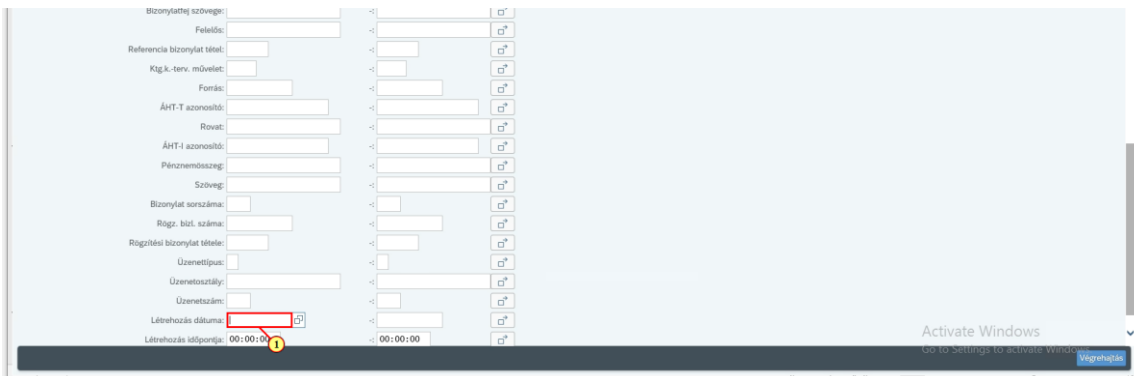 Bizonylatfej szövege: -:
Felelős: -:
Referencia bizonylat tétel: -:
Ktg.k.-terv. művelet: -:
Forrás: -:
ÁHT-T azonosító: -:
Rovat: -:
ÁHT-I azonosító: -:
Pénznemösszeg: -:
Szöveg: -:
Bizonylat sorszáma: -:
Rögz. bizl. száma: -:
Rögzítési bizonylat tétele: -:
Üzenettípus: -:
Üzenetosztály: -:
Üzenetszám: -:
Létrehozás dátuma: -:
Létrehozás időpontja: 00:00:00 -: 00:00:00
1
Activate Windows
Go to Settings to activate Windows.
Végrehajtás